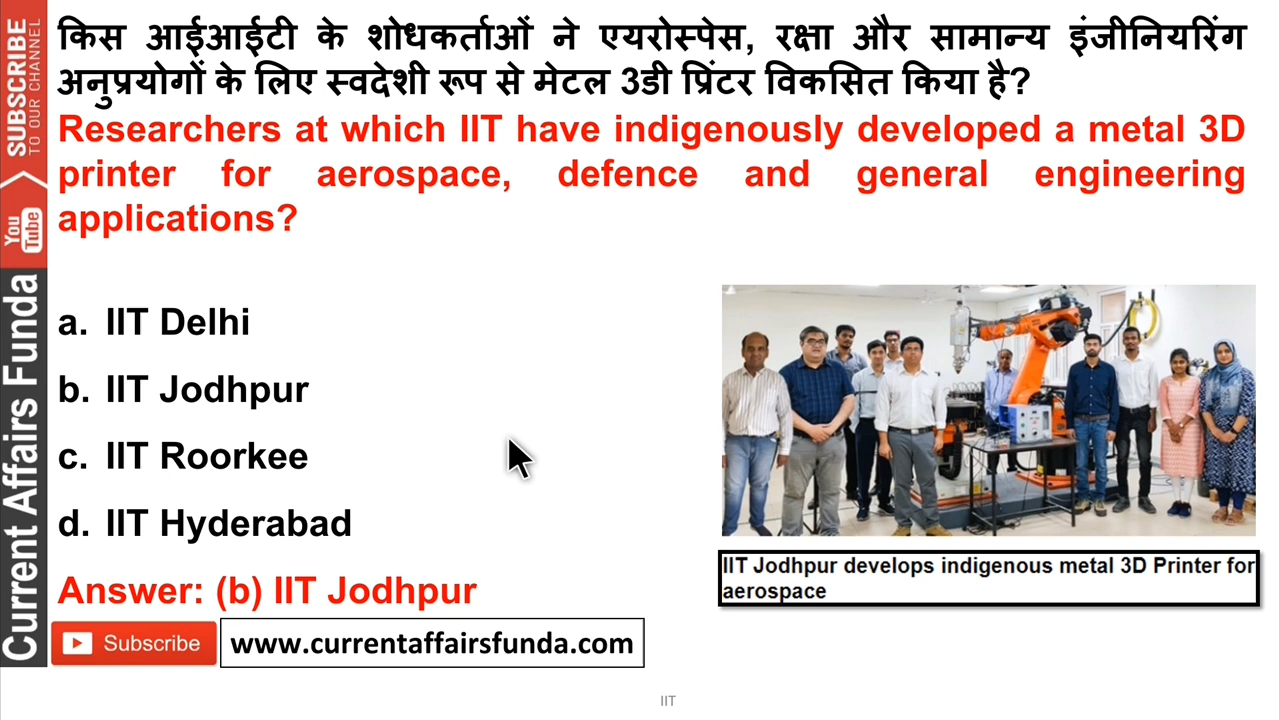 किस आईआईटी के शोधकर्ताओं ने एयरोस्पेस, रक्षा और सामान्य इंजीनियरिंग
अनुप्रयोगों के लिए स्वदेशी रूप से मेटल 3डी प्रिंटर विकसित किया है?
Researchers at which IIT have indigenously developed a metal 3D
printer for aerospace, defence and general engineering
applications?
a. IIT Delhi
b. IIT Jodhpur
c. IIT Roorkee
d. IIT Hyderabad
Answer: (b) IIT Jodhpur
IIT Jodhpur develops indigenous metal 3D Printer for
aerospace
Subscribe
www.currentaffairsfunda.com
IIT
SUBSCRIBE
TO OUR CHANNEL
You
Tube
Current Affairs Funda